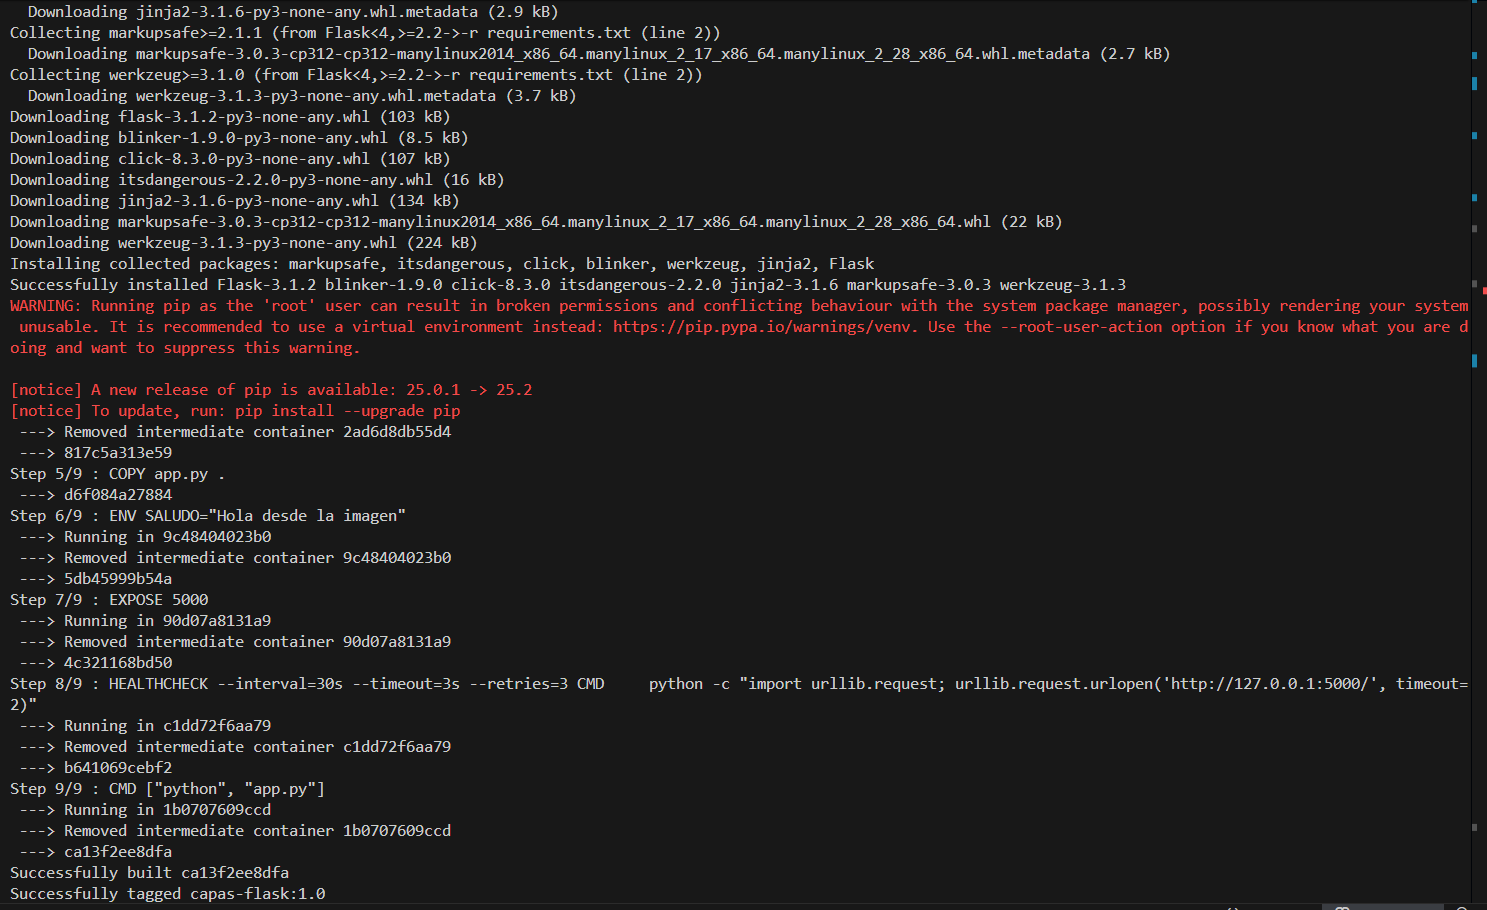 Downloading jinja2-3.1.6-py3-none-any.whl.metadata (2.9 kB)
Collecting markupsafe>=2.1.1 (from Flask<4,>=2.2->-r requirements.txt (line 2))
Downloading markupsafe-3.0.3-cp312-cp312-manylinux2014_x86_64.manylinux_2_17_x86_64.manylinux_2_28_x86_64.whl.metadata (2.7 kB)
Collecting werkzeug>=3.1.0 (from Flask<4,>=2.2->-r requirements.txt (line 2))
Downloading werkzeug-3.1.3-py3-none-any.whl.metadata (3.7 kB)
Downloading flask-3.1.2-py3-none-any.whl (103 kB)
Downloading blinker-1.9.0-py3-none-any.whl (8.5 kB)
Downloading click-8.3.0-py3-none-any.whl (107 kB)
Downloading itsdangerous-2.2.0-py3-none-any.whl (16 kB)
Downloading jinja2-3.1.6-py3-none-any.whl (134 kB)
Downloading markupsafe-3.0.3-cp312-cp312-manylinux2014_x86_64.manylinux_2_17_x86_64.manylinux_2_28_x86_64.whl (22 kB)
Downloading werkzeug-3.1.3-py3-none-any.whl (224 kB)
Installing collected packages: markupsafe, itsdangerous, click, blinker, werkzeug, jinja2, Flask
Successfully installed Flask-3.1.2 blinker-1.9.0 click-8.3.0 itsdangerous-2.2.0 jinja2-3.1.6 markupsafe-3.0.3 werkzeug-3.1.3
WARNING: Running pip as the 'root' user can result in broken permissions and conflicting behaviour with the system package manager, possibly rendering your system
unusable. It is recommended to use a virtual environment instead: https://pip.pypa.io/warnings/venv. Use the --root-user-action option if you know what you are d
oing and want to suppress this warning.
[notice] A new release of pip is available: 25.0.1 -> 25.2
[notice] To update, run: pip install --upgrade pip
---> Removed intermediate container 2ad6d8db55d4
---> 817c5a313e59
Step 5/9 : COPY app.py .
---> d6f084a27884
Step 6/9 : ENV SALUDO="Hola desde la imagen"
---> Running in 9c48404023b0
---> Removed intermediate container 9c48404023b0
---> 5db45999b54a
Step 7/9 : EXPOSE 5000
---> Running in 90d07a8131a9
---> Removed intermediate container 90d07a8131a9
---> 4c321168bd50
Step 8/9 : HEALTHCHECK --interval=30s --timeout=3s --retries=3 CMD     python -c "import urllib.request; urllib.request.urlopen('http://127.0.0.1:5000/', timeout=
2)"
---> Running in c1dd72f6aa79
---> Removed intermediate container c1dd72f6aa79
---> b641069cebf2
Step 9/9 : CMD ["python", "app.py"]
---> Running in 1b0707609ccd
---> Removed intermediate container 1b0707609ccd
---> ca13f2ee8dfa
Successfully built ca13f2ee8dfa
Successfully tagged capas-flask:1.0